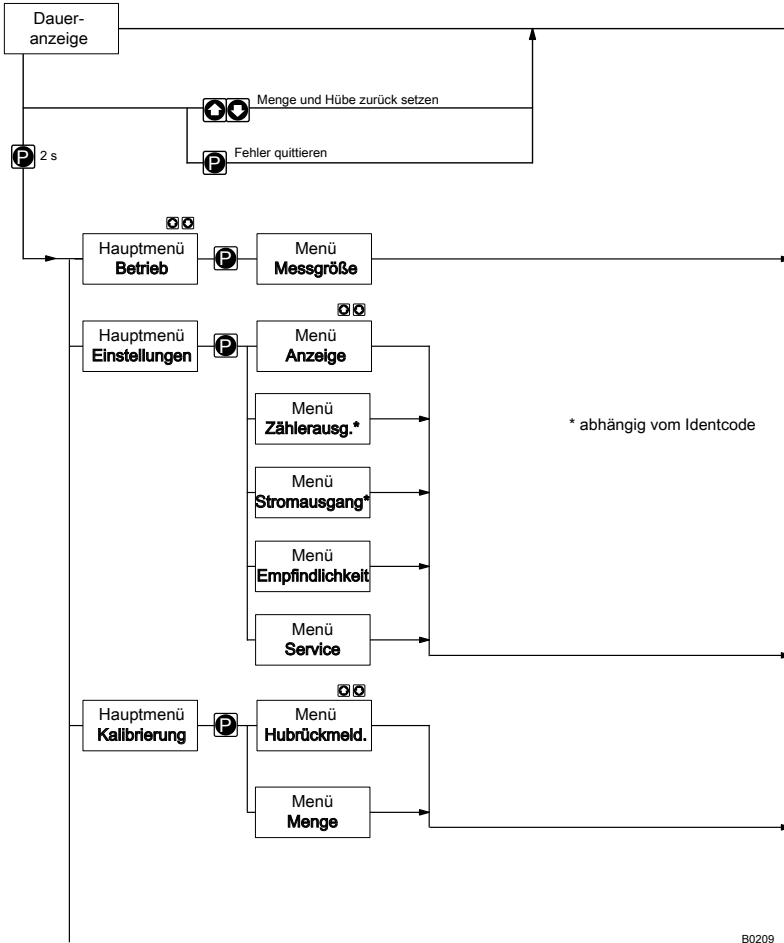 Dauer-
anzeige
Menge und Hübe zurück setzen
P 2 s
P Fehler quittieren
Hauptmenü
Betrieb
P
Menü
Messgröße
Hauptmenü
Einstellungen
P
Menü
Anzeige
Menü
Zählerausg.*
* abhängig vom Identcode
Menü
Stromausgang*
Menü
Empfindlichkeit
Menü
Service
Hauptmenü
Kalibrierung
P
Menü
Hubrückmeld.
Menü
Menge
B0209